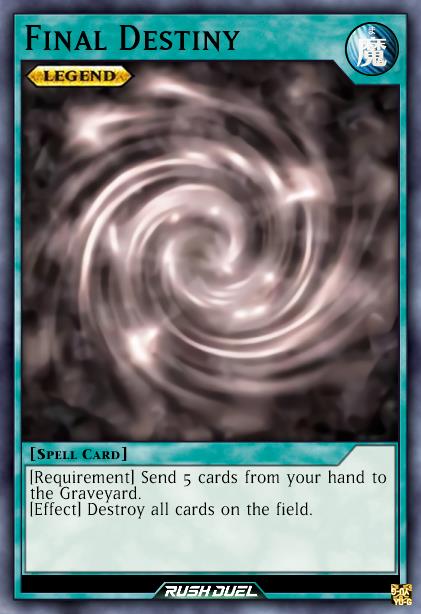 Final Destiny
ま
魔
LEGEND
[Spell Card]
[Requirement] Send 5 cards from your hand to
the Graveyard.
[Effect] Destroy all cards on the field.
RUSH DUEL